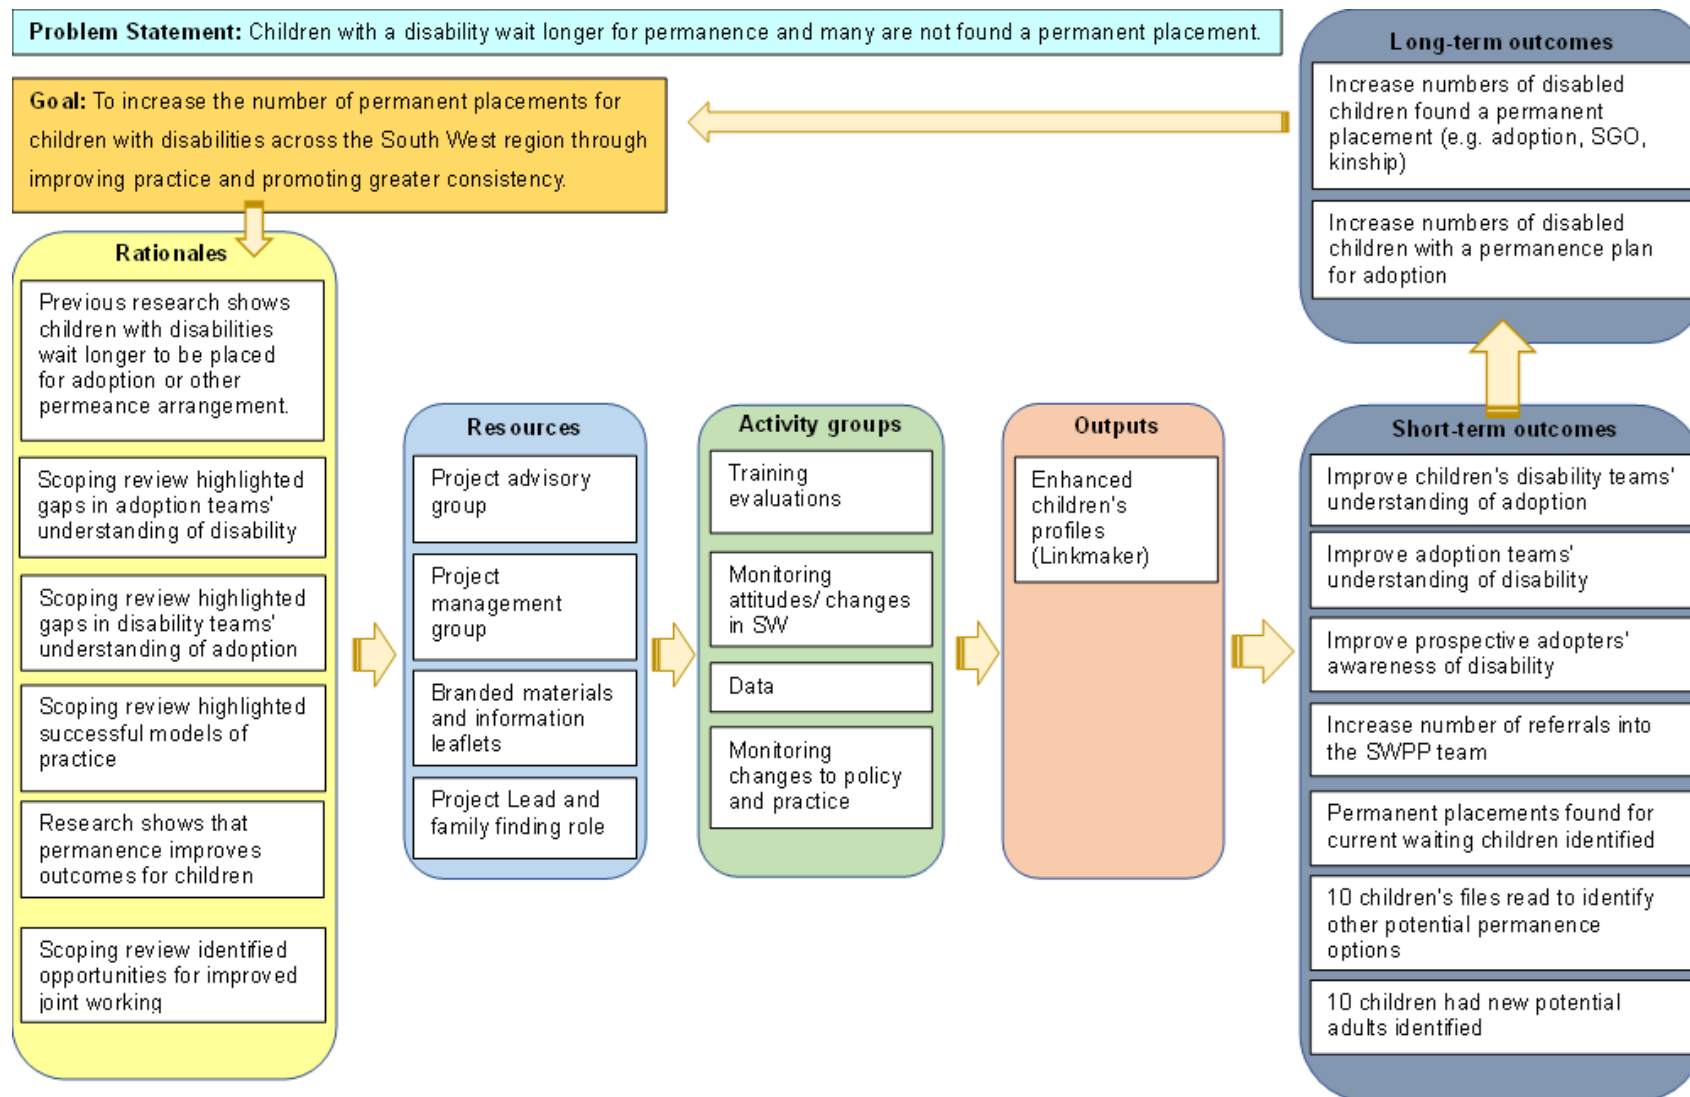 Problem Statement: Children with a disability wait longer for permanence and many are not found a permanent placement.
Goal: To increase the number of permanent placements for
children with disabilities across the South West region through
improving practice and promoting greater consistency.
Rationales
Previous research shows
children with disabilities
wait longer to be placed
for adoption or other
permeance arrangement.
Scoping review highlighted
gaps in adoption teams'
understanding of disability
Scoping review highlighted
gaps in disability teams'
understanding of adoption
Scoping review highlighted
successful models of
practice
Research shows that
permanence improves
outcomes for children
Scoping review identified
opportunities for improved
joint working
Resources
Project advisory
group
Project
management
group
Branded materials
and information
leaflets
Project Lead and
family finding role
Activity groups
Training
evaluations
Monitoring
attitudes/ changes
in SW
Data
Monitoring
changes to policy
and practice
Outputs
Enhanced
children's
profiles
(Linkmaker)
Short-term outcomes
Improve children's disability teams'
understanding of adoption
Improve adoption teams'
understanding of disability
Improve prospective adopters'
awareness of disability
Increase number of referrals into
the SWPP team
Permanent placements found for
current waiting children identified
10 children's files read to identify
other potential permanence
options
10 children had new potential
adults identified
Long-term outcomes
Increase numbers of disabled
children found a permanent
placement (e.g. adoption, SGO,
kinship)
Increase numbers of disabled
children with a permanence plan
for adoption